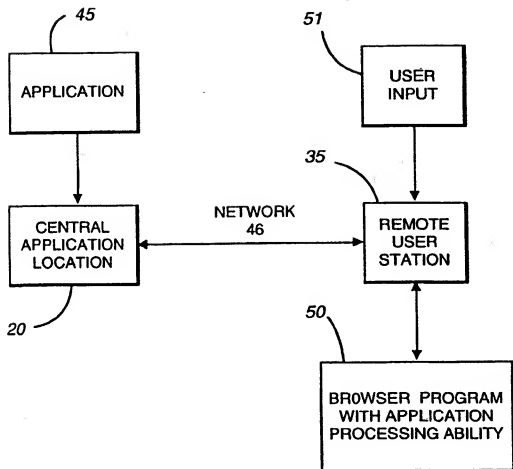 45
APPLICATION
51
USER
INPUT
35
CENTRAL
APPLICATION
LOCATION
20
NETWORK
46
REMOTE
USER
STATION
50
BR0WSER PROGRAM
WITH APPLICATION
PROCESSING ABILITY